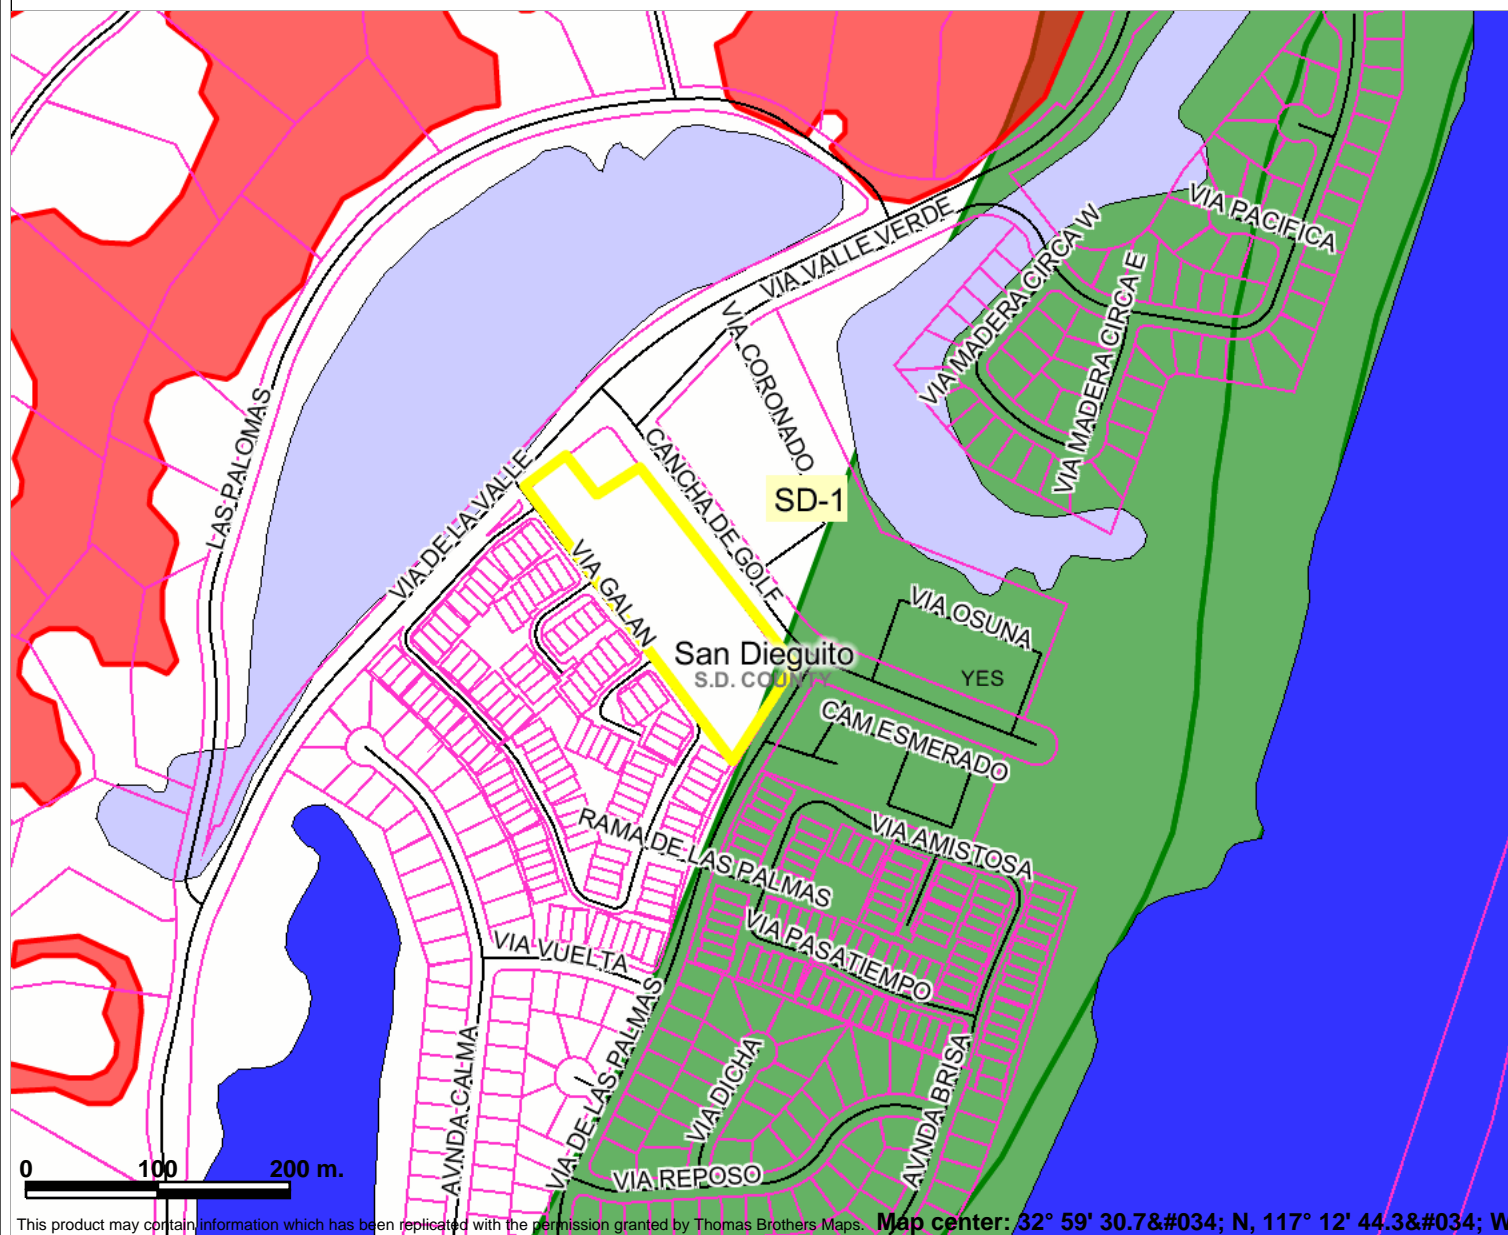 VIA PACIFICA
VIA MADERA CIRCA W
VIA VALLE VERDE
VIA MADERA CIRCA E
VIA CORONADO
LAS PALOMAS
CANCHA DE GOLF
VIA DE LA VALLE
SD-1
VIA GALAN
VIA OSUNA
San Dieguito
S.D. COUNTY
YES
CAM ESMERADO
RAMA DE LAS PALMAS
VIA AMISTOSA
VIA PASATIEMPO
VIA VUELTA
VIA DE LAS PALMAS
AVNDA CALMA
VIA DICHA
AVNDA BRISA
VIA REPOSO
0 100 200 m.
This product may contain information which has been replicated with the permission granted by Thomas Brothers Maps. Map center: 32° 59' 30.7&#034; N, 117° 12' 44.3&#034; W